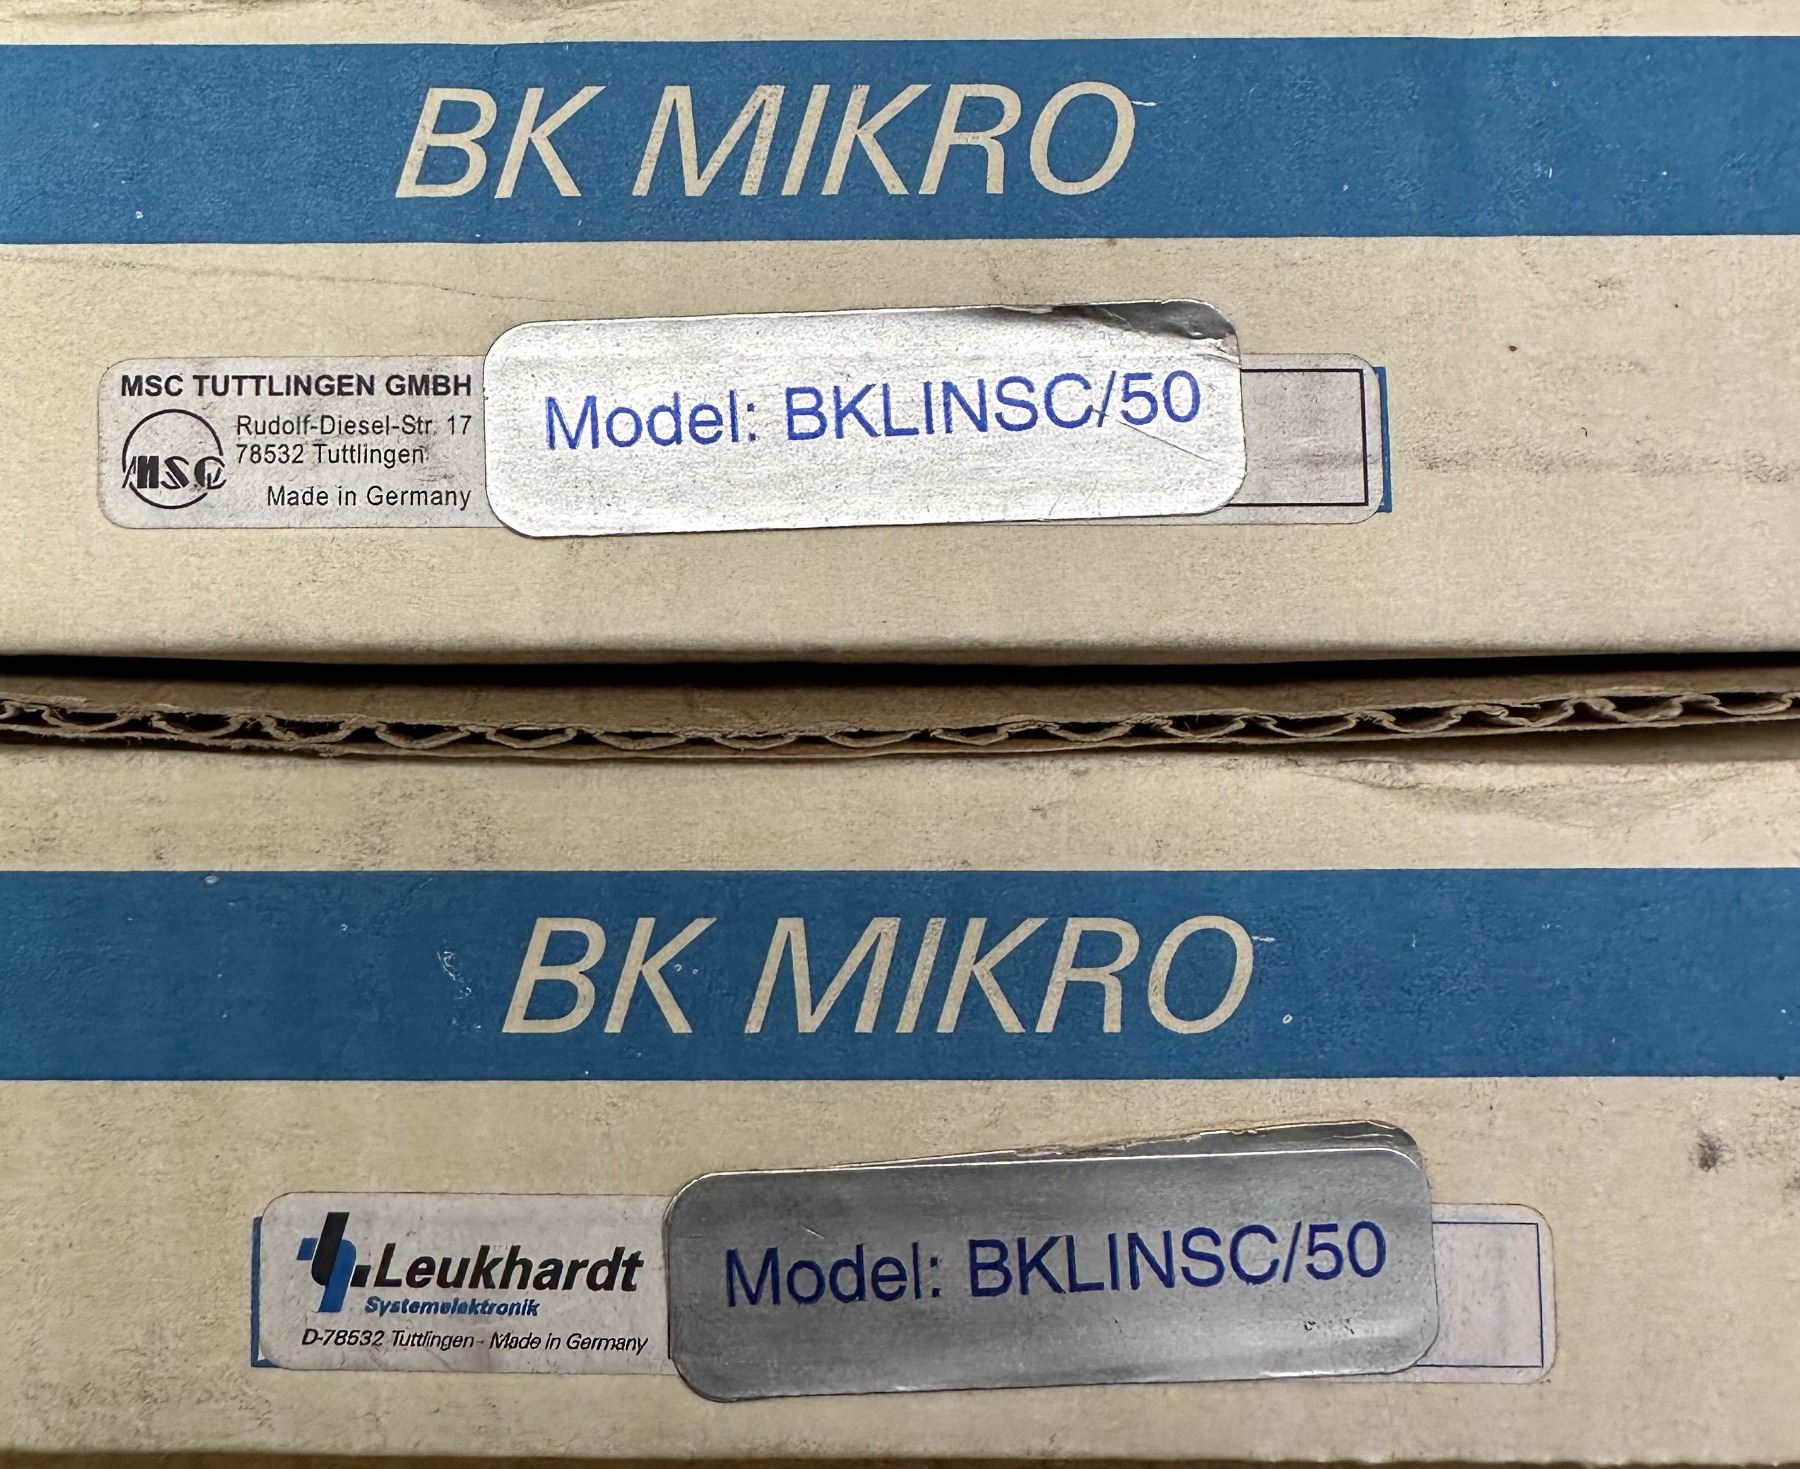 BK MIKRO
MSC TUTTLINGEN GMBH
MSC
Rudolf-Diesel-Str. 17
78532 Tuttlingen
Made in Germany
Model: BKLINSC/50
BK MIKRO
Leukhardt
Systemelektronik
D-78532 Tuttlingen - Made in Germany
Model: BKLINSC/50